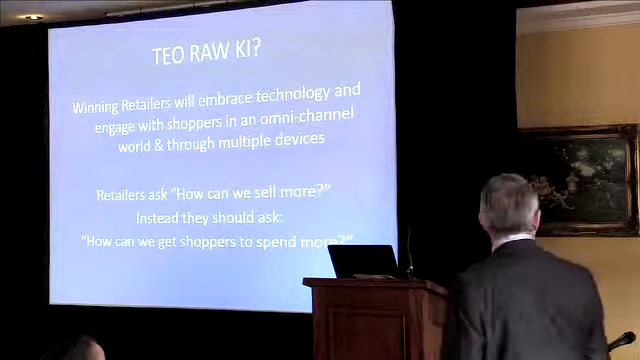 TEO RAW KI?
Winning Retailers will embrace technology and
engage with shoppers in an omni-channel
world & through multiple devices
Retailers ask “How can we sell more?”
Instead they should ask:
“How can we get shoppers to spend more?”